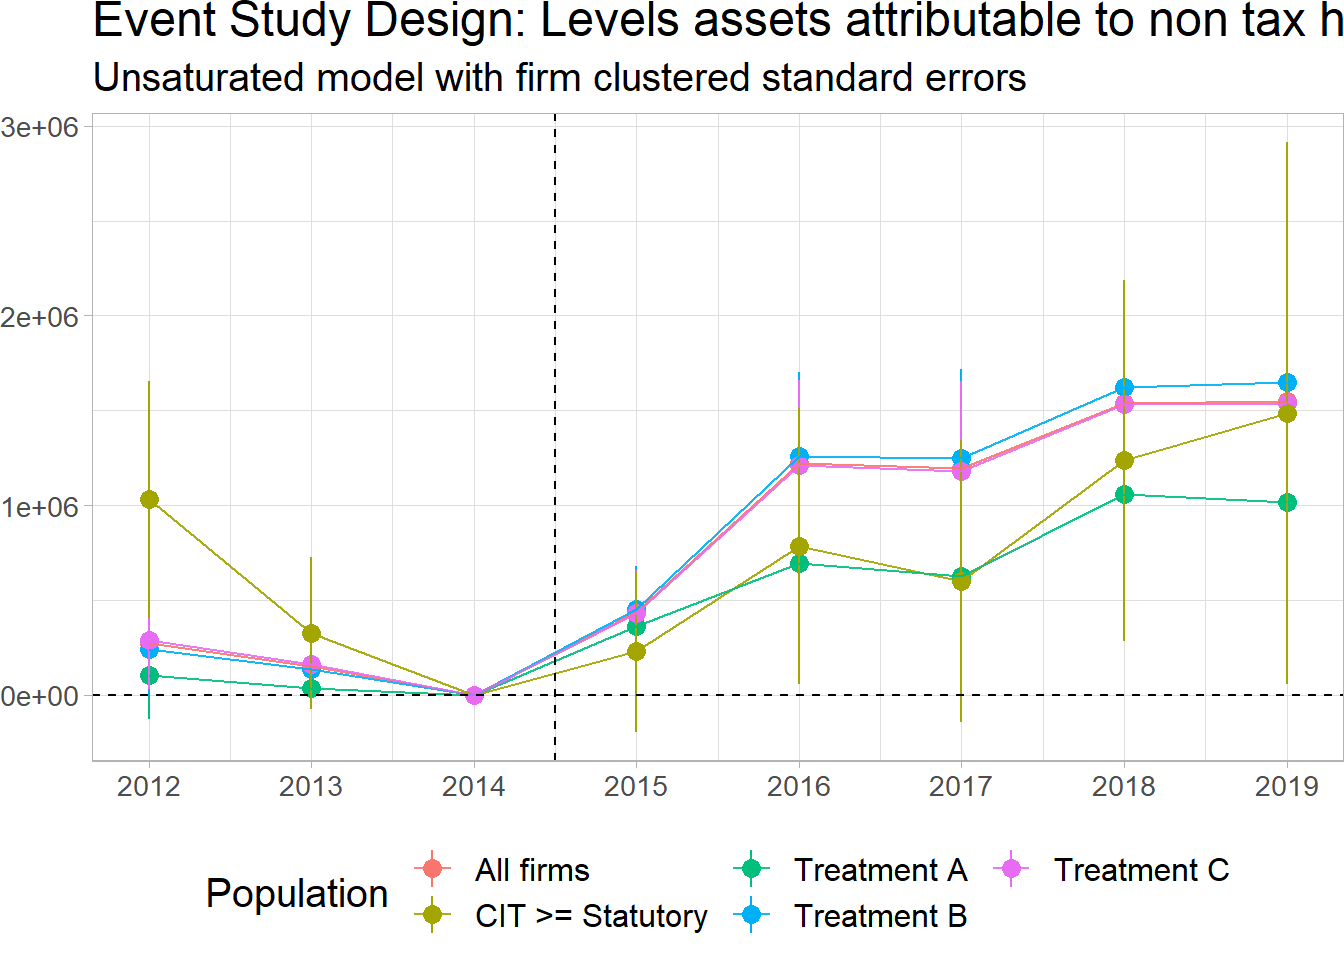 Event Study Design: Levels assets attributable to non tax h
Unsaturated model with firm clustered standard errors
3e+06
2e+06
1e+06
0e+00
2012 2013 2014 2015 2016 2017 2018 2019
Population
All firms Treatment A Treatment C
CIT >= Statutory Treatment B